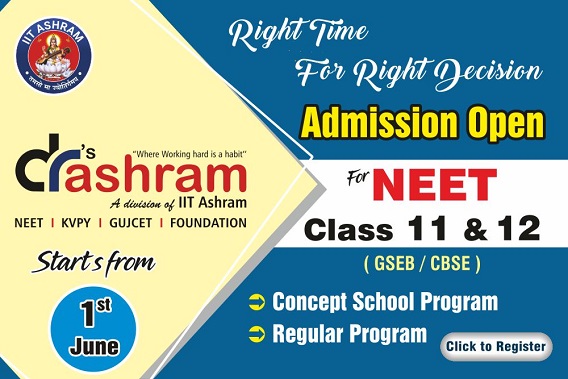 IIT ASHRAM
तमसो मा ज्योतिर्गमय
Right Time
For Right Decision
Admission Open
dr's ashram
"Where Working hard is a habit"
A division of IIT Ashram
NEET | KVPY | GUJCET | FOUNDATION
Starts from
1st
June
For NEET
Class 11 & 12
( GSEB / CBSE )
Concept School Program
Regular Program
Click to Register